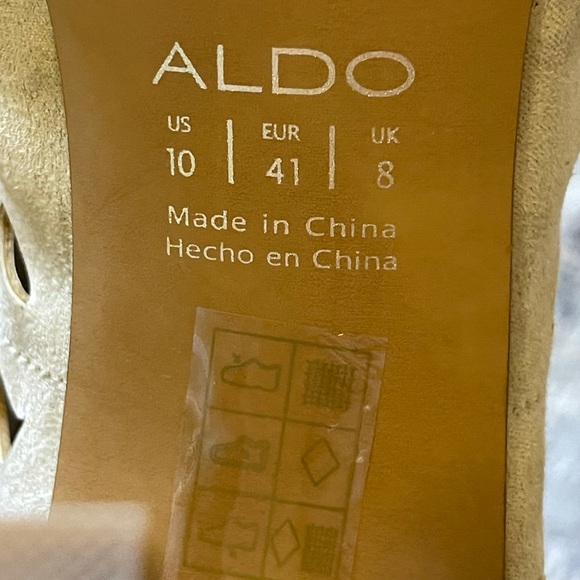 ALDO
US | EUR | UK
10 | 41 | 8
Made in China
Hecho en China